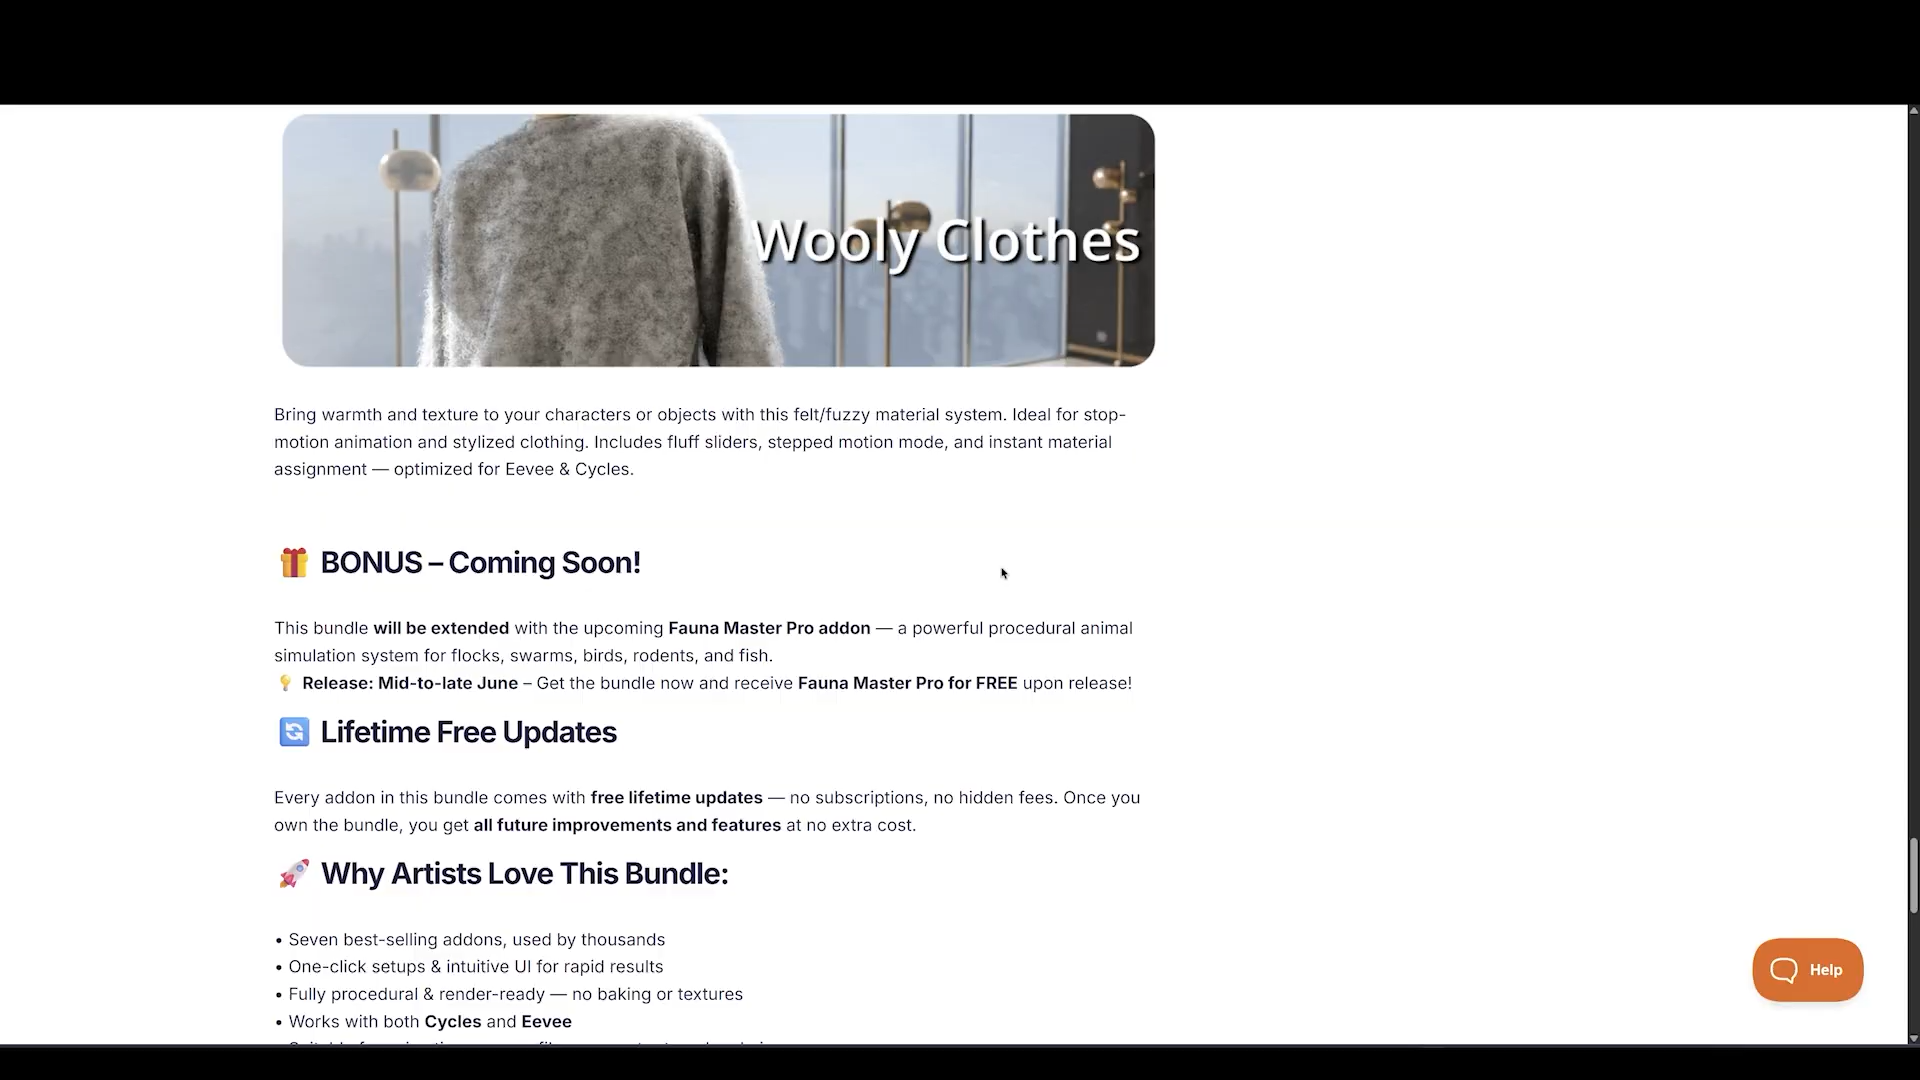 Wooly Clothes
Bring warmth and texture to your characters or objects with this felt/fuzzy material system. Ideal for stop-
motion animation and stylized clothing. Includes fluff sliders, stepped motion mode, and instant material
assignment — optimized for Eevee & Cycles.
🎁 BONUS – Coming Soon!
This bundle will be extended with the upcoming Fauna Master Pro addon — a powerful procedural animal
simulation system for flocks, swarms, birds, rodents, and fish.
💡 Release: Mid-to-late June – Get the bundle now and receive Fauna Master Pro for FREE upon release!
🔄 Lifetime Free Updates
Every addon in this bundle comes with free lifetime updates — no subscriptions, no hidden fees. Once you
own the bundle, you get all future improvements and features at no extra cost.
🚀 Why Artists Love This Bundle:
• Seven best-selling addons, used by thousands
• One-click setups & intuitive UI for rapid results
• Fully procedural & render-ready — no baking or textures
• Works with both Cycles and Eevee
Help